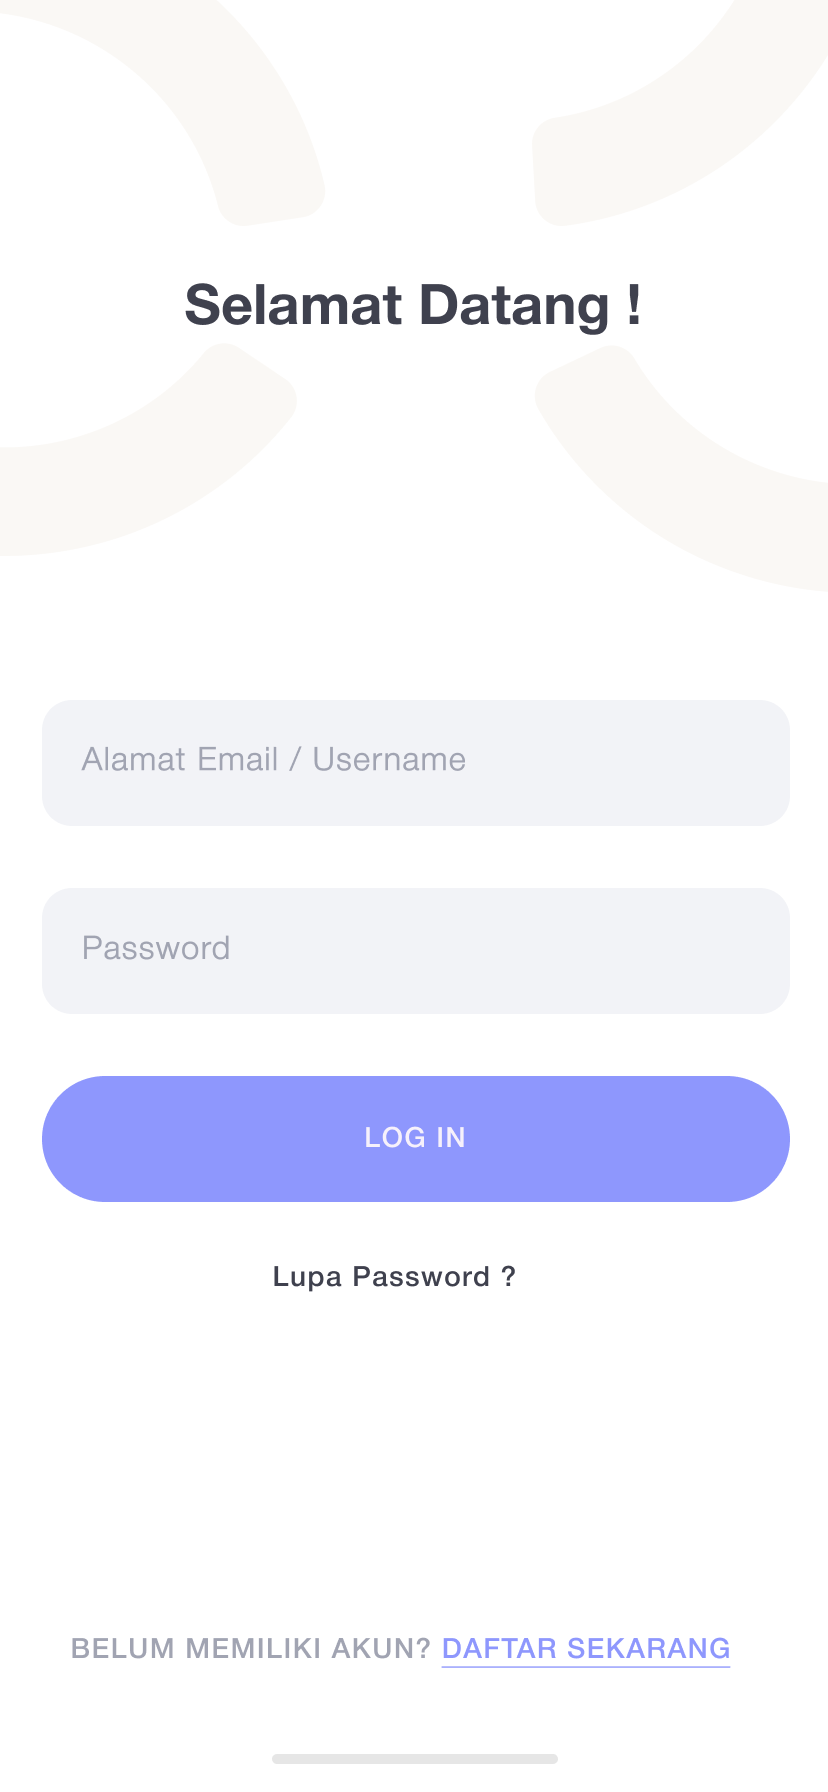 Selamat Datang !
Alamat Email / Username
Password
LOG IN
Lupa Password ?
BELUM MEMILIKI AKUN? DAFTAR SEKARANG